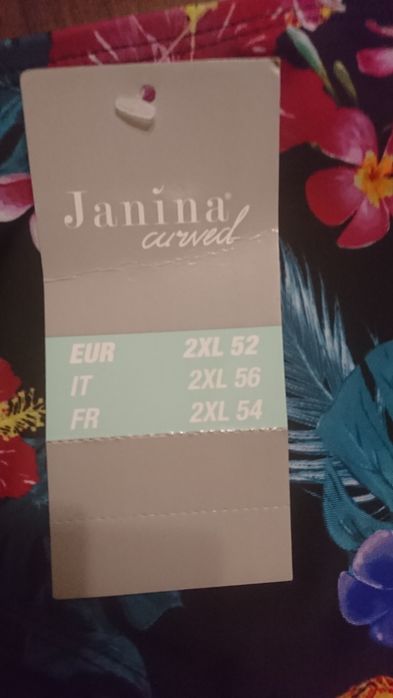 Janina®
curved
EUR 2XL 52
IT 2XL 56
FR 2XL 54